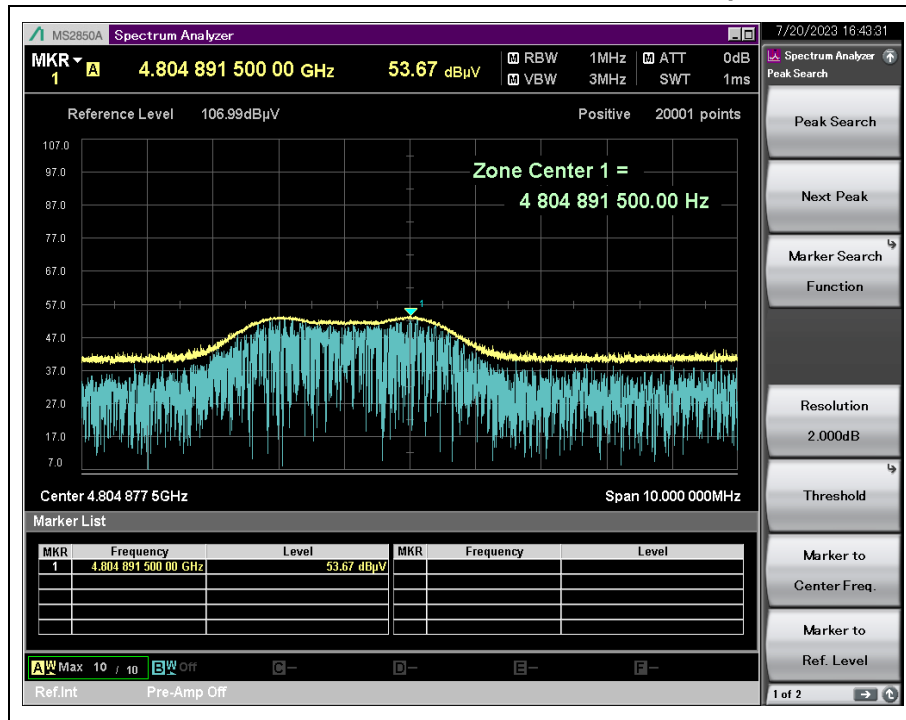 MS2850A Spectrum Analyzer
7/20/2023 16:43:31
MKR 1 A 4.804 891 500 00 GHz 53.67 dBµV
M RBW 1MHz M ATT 0dB
M VBW 3MHz SWT 1ms
Spectrum Analyzer
Peak Search
Reference Level 106.99dBµV Positive 20001 points
Zone Center 1 =
4 804 891 500.00 Hz
107.0
97.0
87.0
77.0
67.0
57.0
47.0
37.0
27.0
17.0
7.0
1
Center 4.804 877 5GHz Span 10.000 000MHz
Marker List
MKR Frequency Level MKR Frequency Level
1 4.804 891 500 00 GHz 53.67 dBµV
A W Max 10 / 10 B W Off C – D – E – F –
Ref.Int Pre-Amp Off
Peak Search
Next Peak
Marker Search
Function
Resolution
2.000dB
Threshold
Marker to
Center Freq.
Marker to
Ref. Level
1 of 2